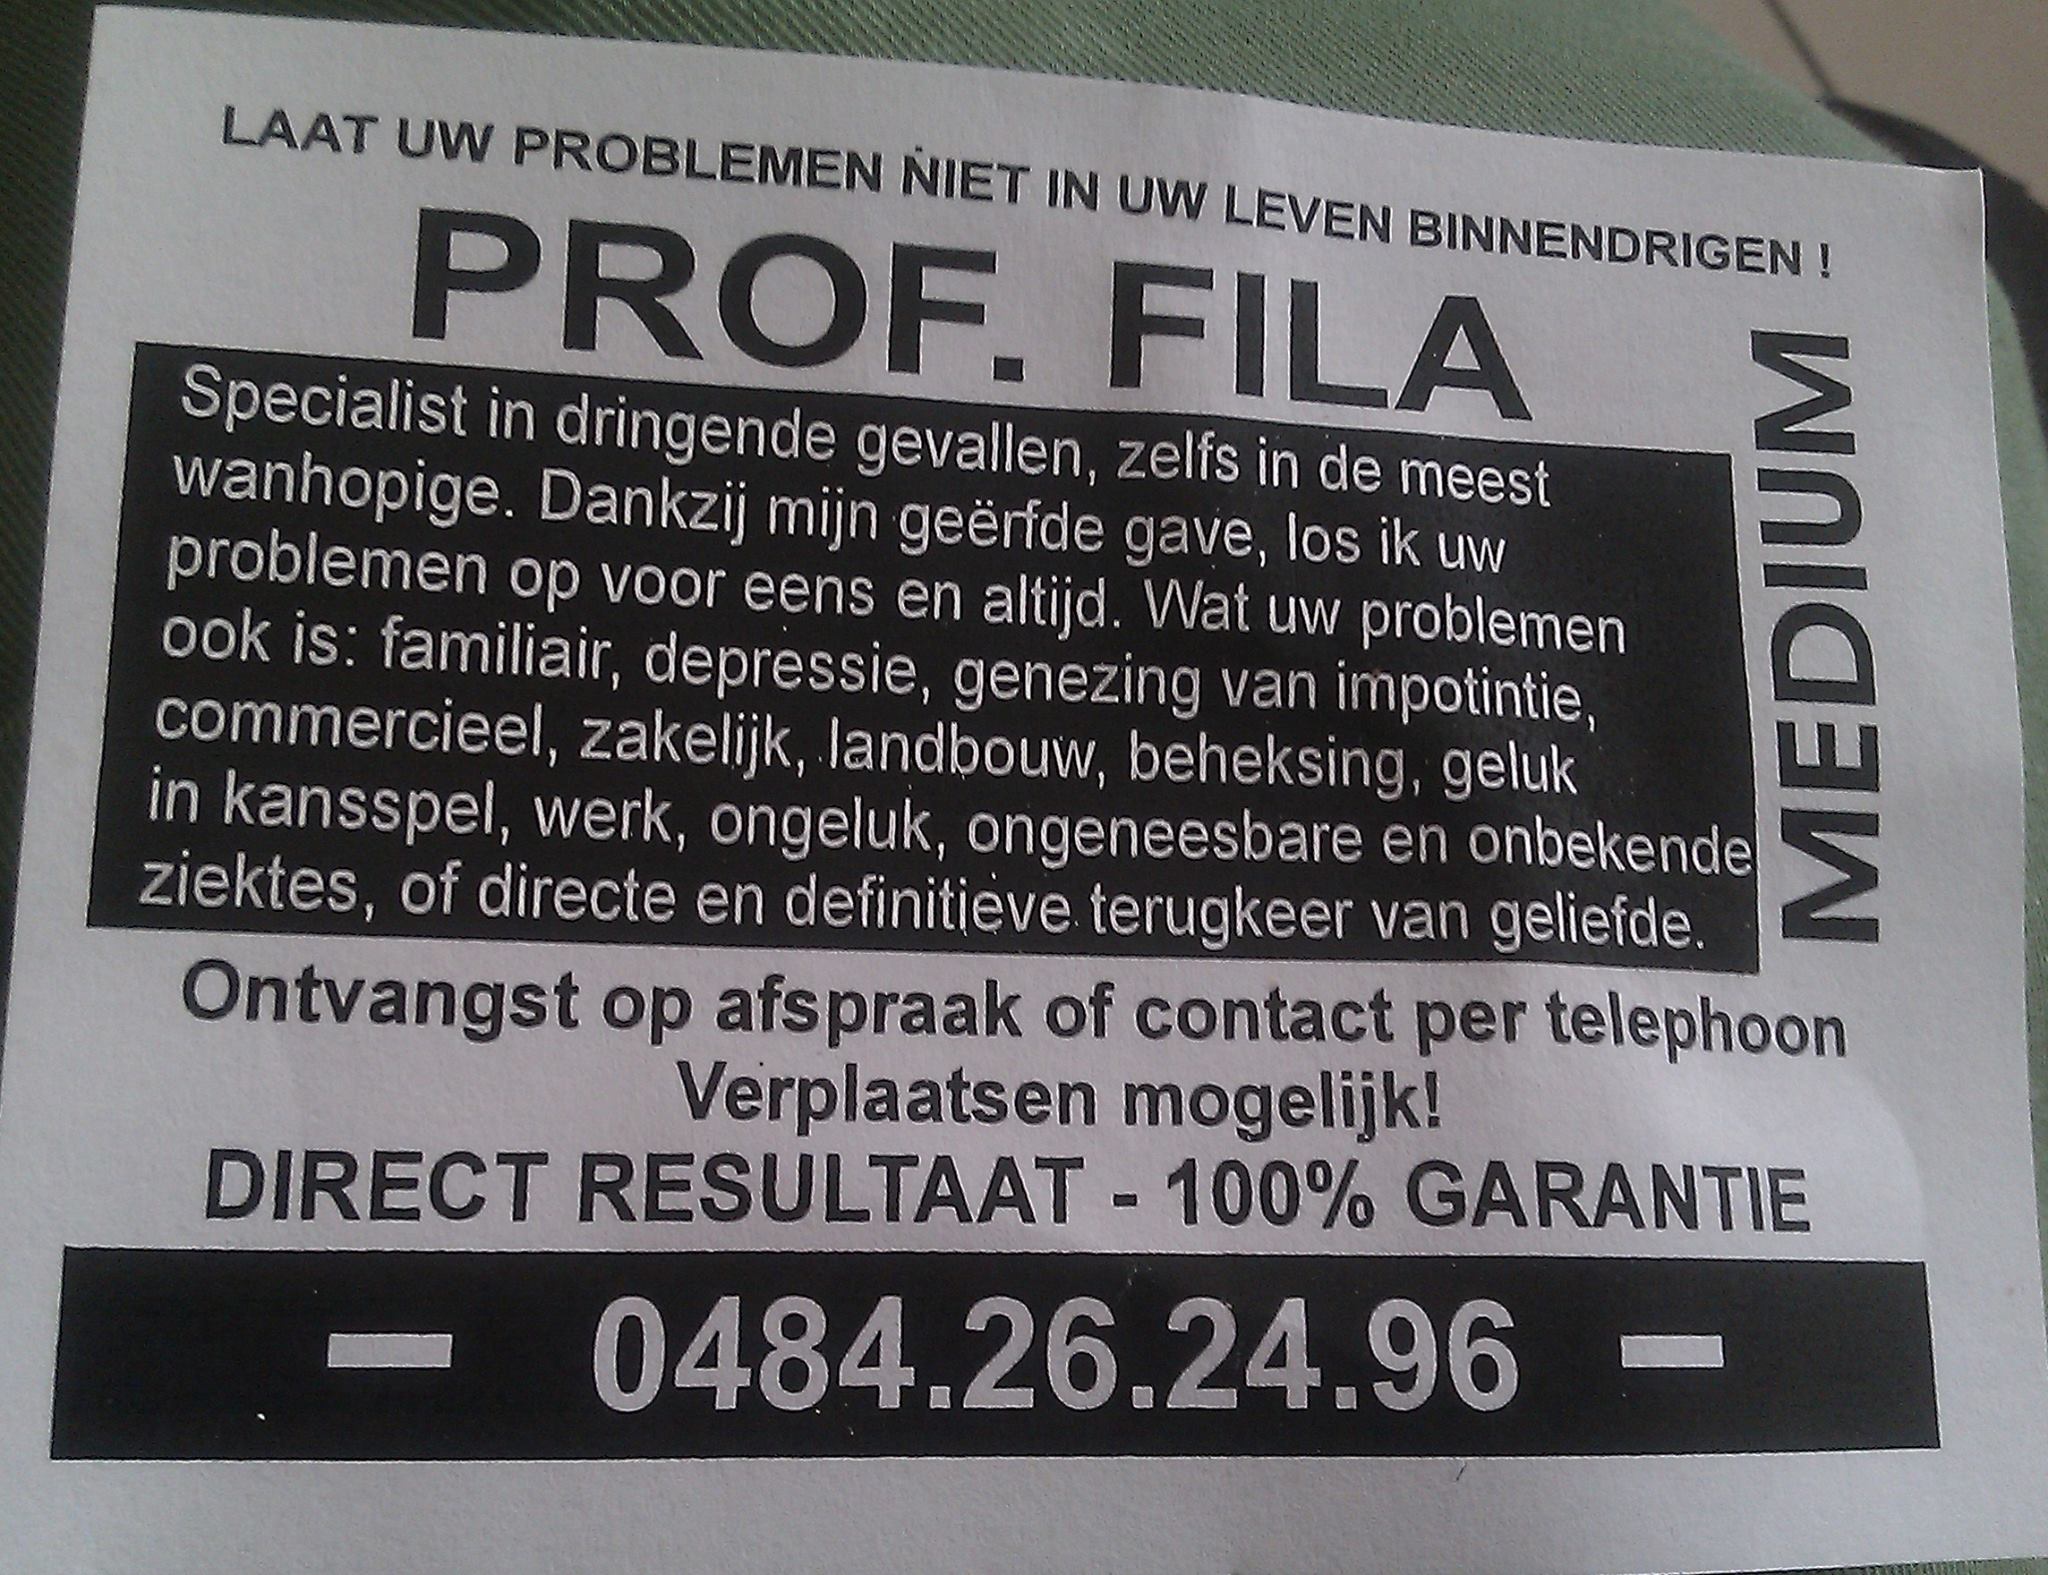 LAAT UW PROBLEMEN NIET IN UW LEVEN BINNENDRIGEN !
PROF. FILA
MEDIUM
Specialist in dringende gevallen, zelfs in de meest
wanhopige. Dankzij mijn geërfde gave, los ik uw
problemen op voor eens en altijd. Wat uw problemen
ook is: familiair, depressie, genezing van impotintie,
commercieel, zakelijk, landbouw, beheksing, geluk
in kansspel, werk, ongeluk, ongeneesbare en onbekende
ziektes, of directe en definitiève terugkeer van geliefde.
Ontvangst op afspraak of contact per telephoon
Verplaatsen mogelijk!
DIRECT RESULTAAT - 100% GARANTIE
- 0484.26.24.96 -